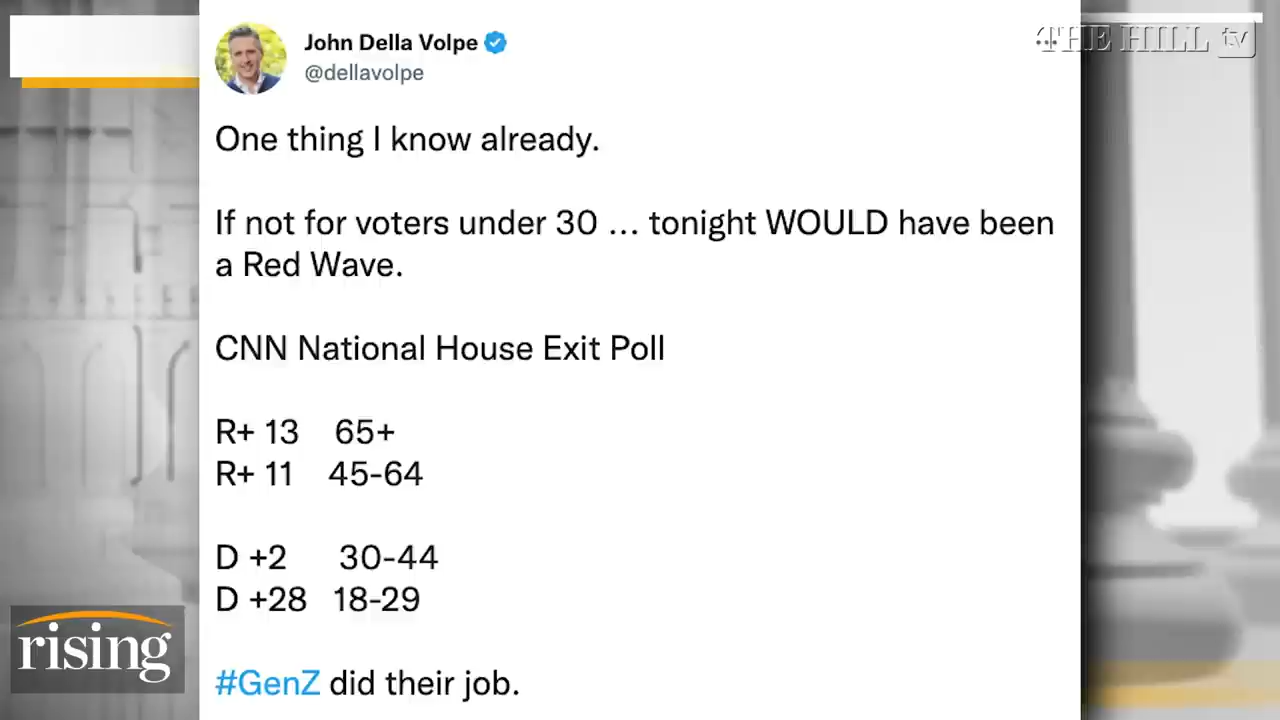 John Della Volpe
@dellavolpe
THE HILL tv
One thing I know already.
If not for voters under 30 ... tonight WOULD have been
a Red Wave.
CNN National House Exit Poll
R+ 13 65+
R+ 11 45-64
D +2 30-44
D +28 18-29
rising
#GenZ did their job.